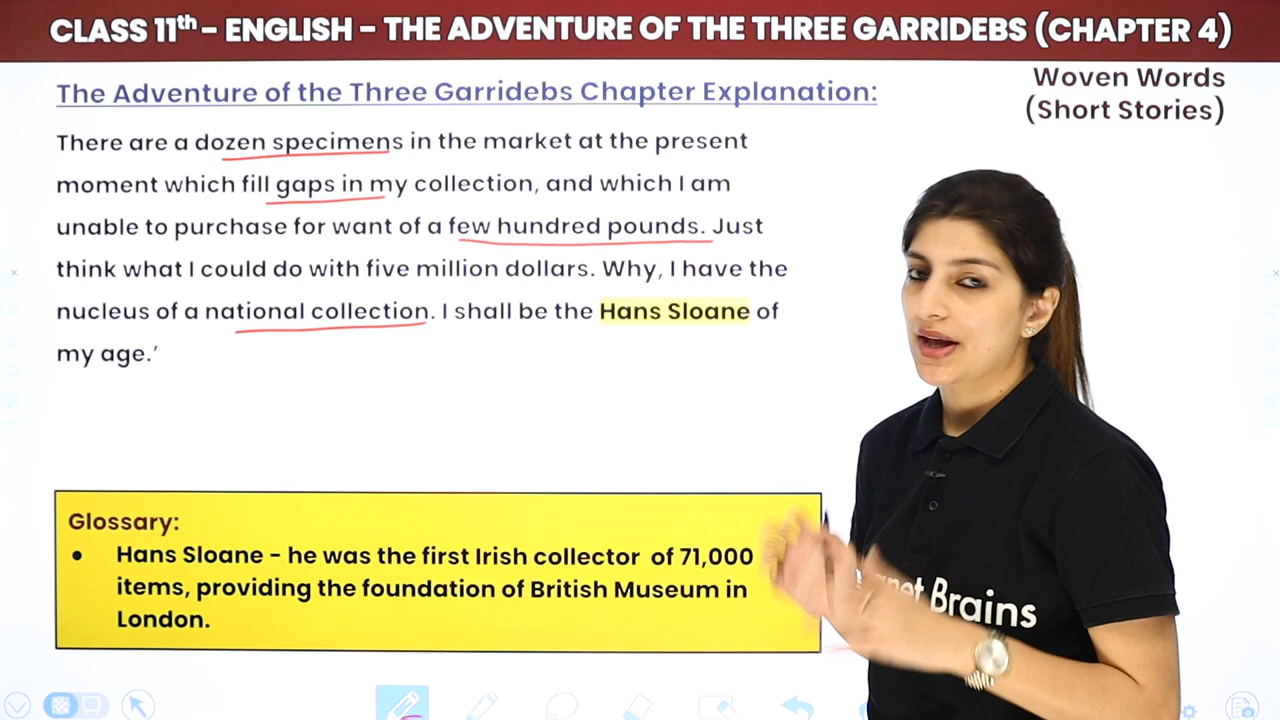 CLASS 11th - ENGLISH - THE ADVENTURE OF THE THREE GARRIDEBS (CHAPTER 4)
Woven Words
(Short Stories)
The Adventure of the Three Garridebs Chapter Explanation:
There are a dozen specimens in the market at the present
moment which fill gaps in my collection, and which I am
unable to purchase for want of a few hundred pounds. Just
think what I could do with five million dollars. Why, I have the
nucleus of a national collection. I shall be the Hans Sloane of
my age.’
Glossary:
• Hans Sloane - he was the first Irish collector of 71,000
items, providing the foundation of British Museum in
London.
Brains